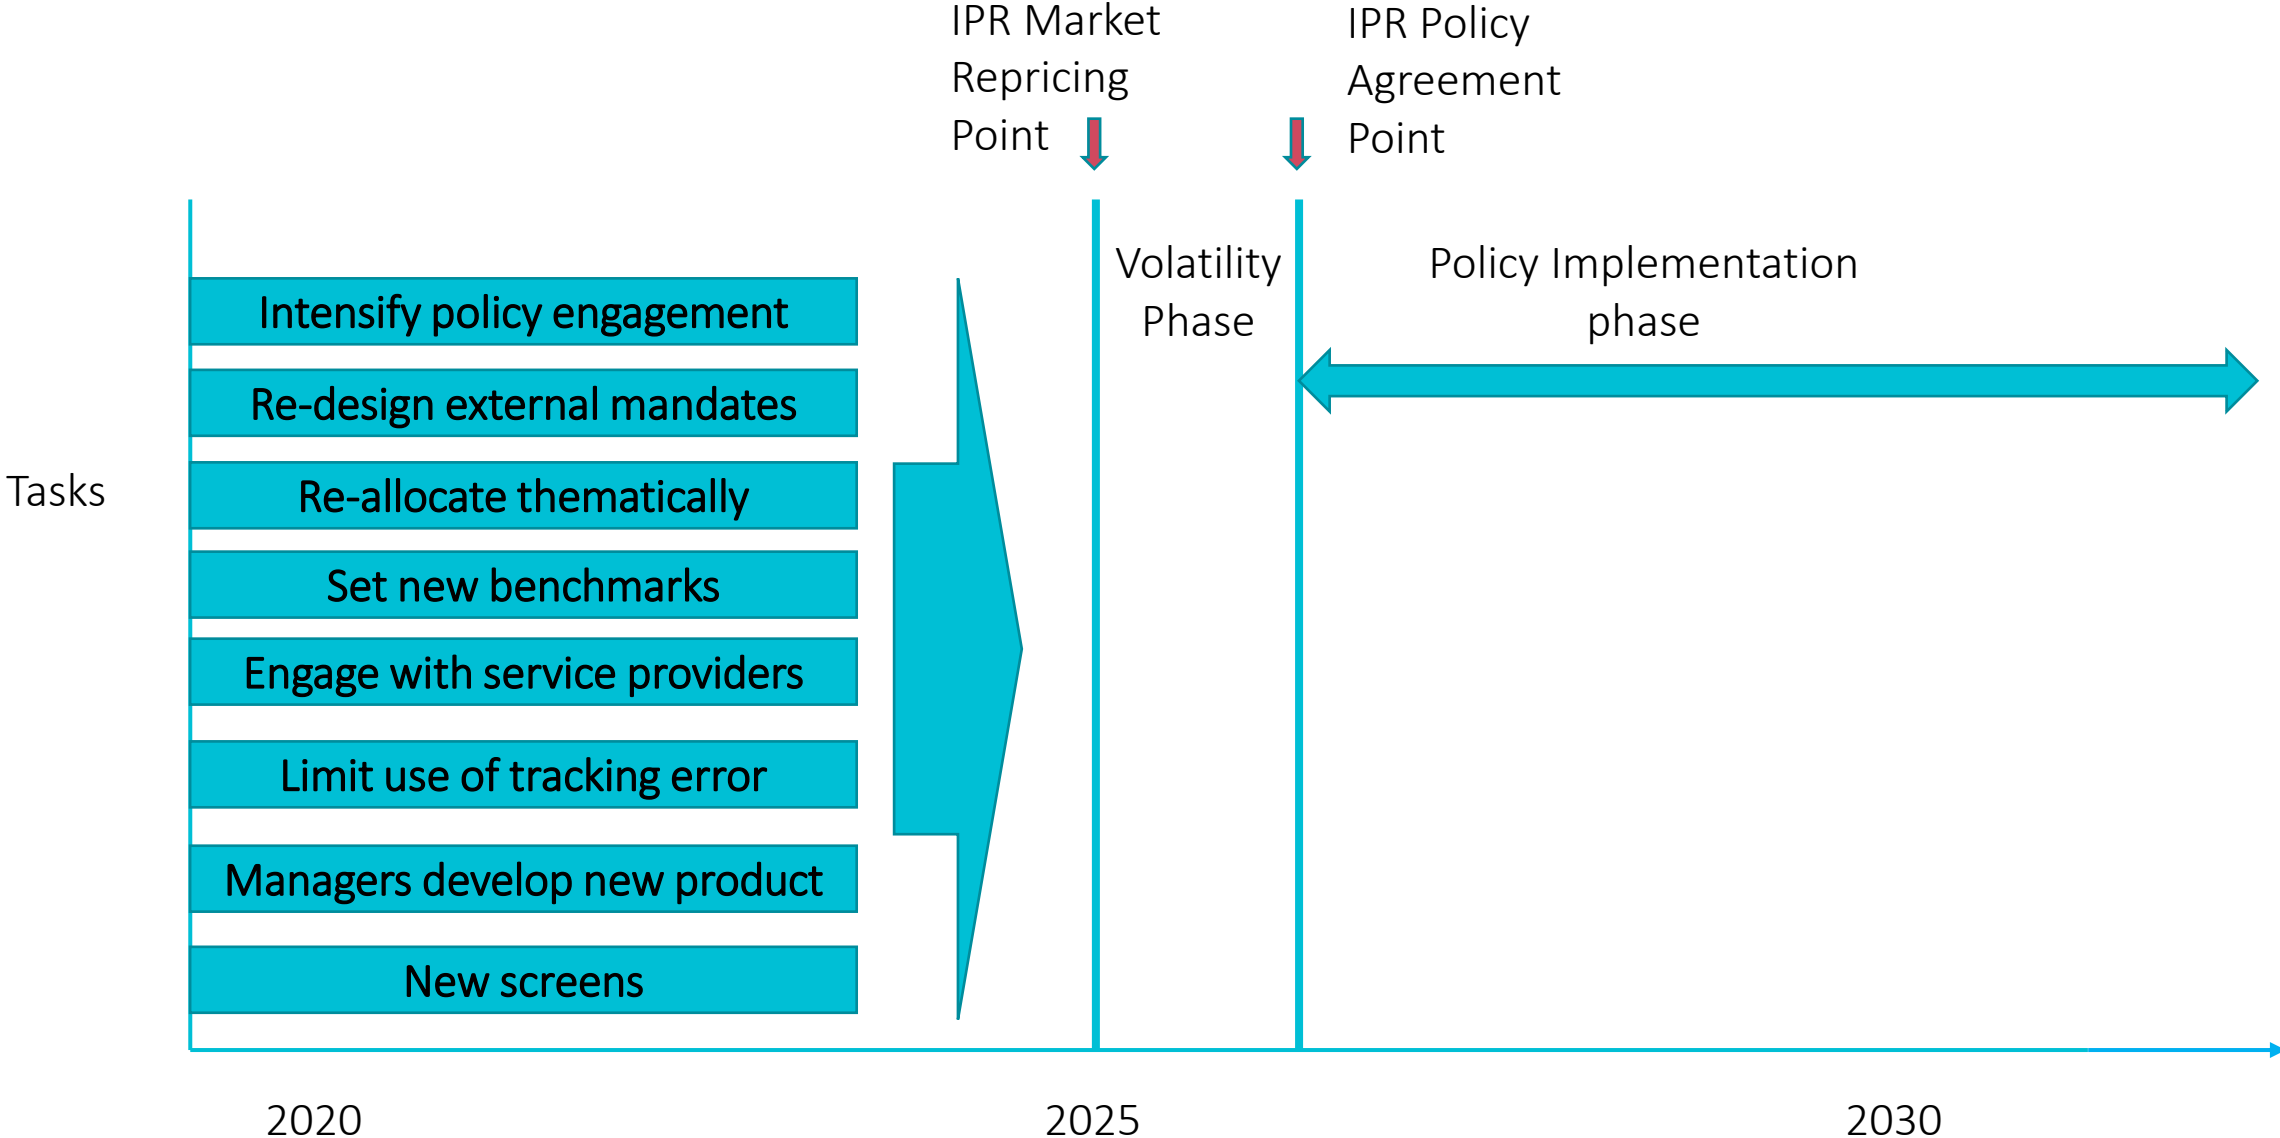 IPR Market
Repricing
Point
IPR Policy
Agreement
Point
Volatility
Phase
Policy Implementation
phase
Tasks
Intensify policy engagement
Re-design external mandates
Re-allocate thematically
Set new benchmarks
Engage with service providers
Limit use of tracking error
Managers develop new product
New screens
2020
2025
2030